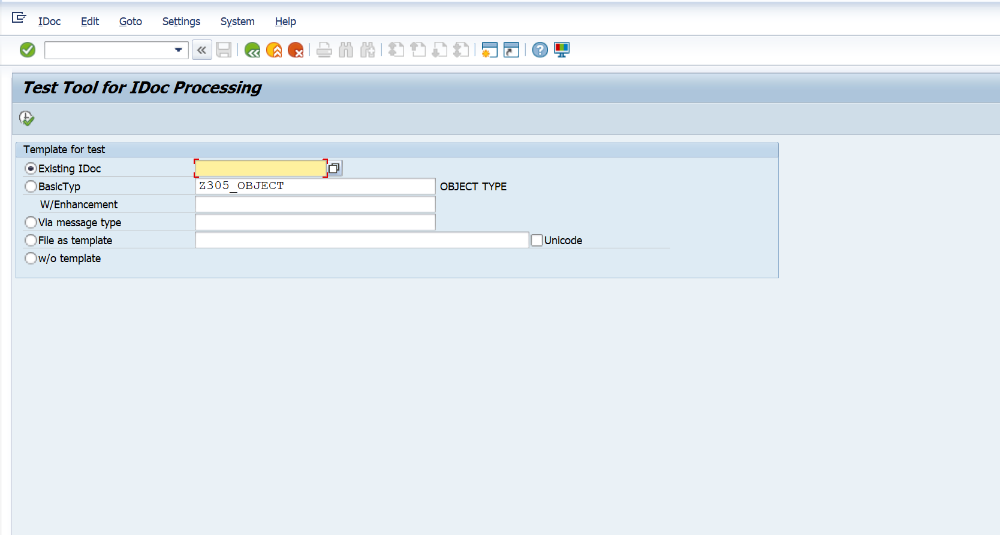 IDoc Edit Goto Settings System Help
Test Tool for IDoc Processing
Template for test
Existing IDoc
BasicTyp Z305_OBJECT OBJECT TYPE
W/Enhancement
Via message type
File as template Unicode
w/o template